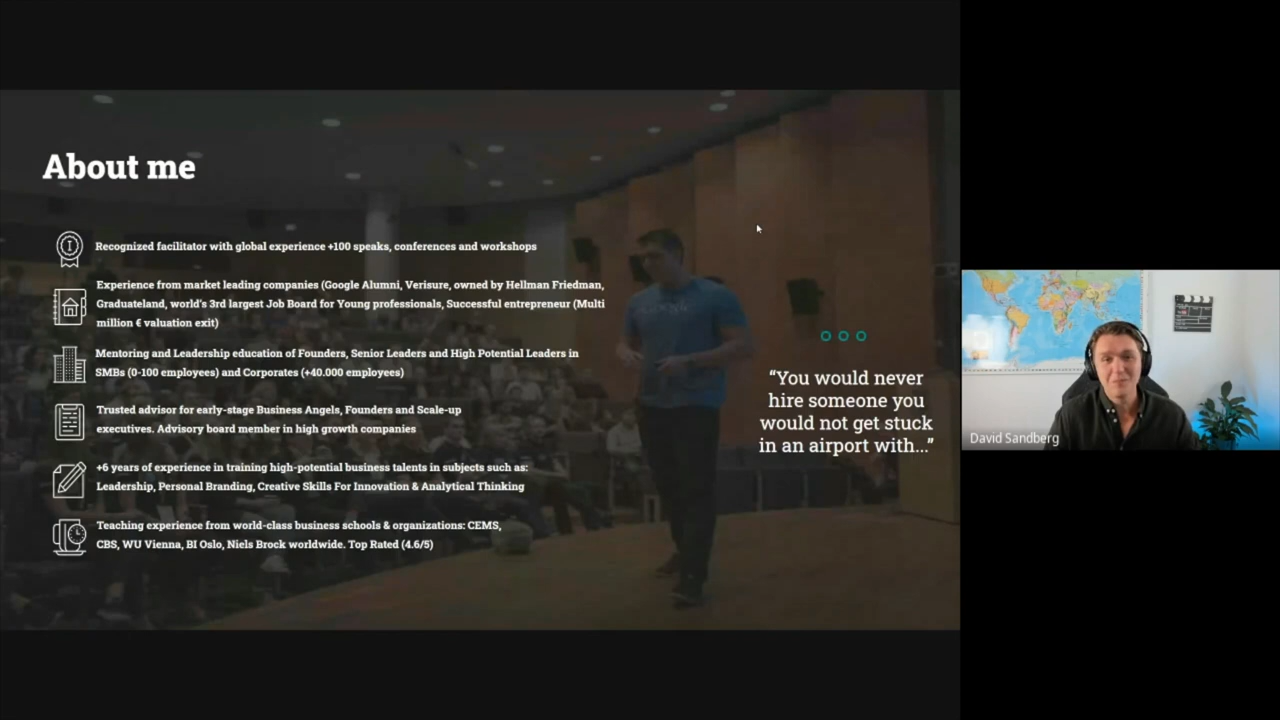 About me
Recognized facilitator with global experience +100 speaks, conferences and workshops
Experience from market leading companies (Google Alumni, Verisure, owned by Hellman Friedman,
Graduateland, world's 3rd largest Job Board for Young professionals, Successful entrepreneur (Multi
million € valuation exit)
Mentoring and Leadership education of Founders, Senior Leaders and High Potential Leaders in
SMBs (0-100 employees) and Corporates (+40.000 employees)
Trusted advisor for early-stage Business Angels, Founders and Scale-up
executives. Advisory board member in high growth companies
+6 years of experience in training high-potential business talents in subjects such as:
Leadership, Personal Branding, Creative Skills For Innovation & Analytical Thinking
Teaching experience from world-class business schools & organizations: CEMS,
CBS, WU Vienna, BI Oslo, Niels Brock worldwide. Top Rated (4.6/5)
“You would never
hire someone you
would not get stuck
in an airport with...”
David Sandberg